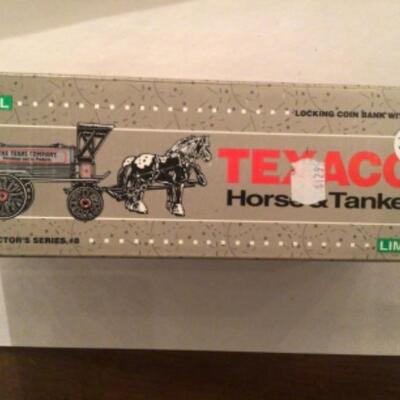 L
LOCKING COIN BANK WIT
THE TEXAS COMPANY
TEXACO
Horse & Tanke
CTOR'S SERIES #8
LIM